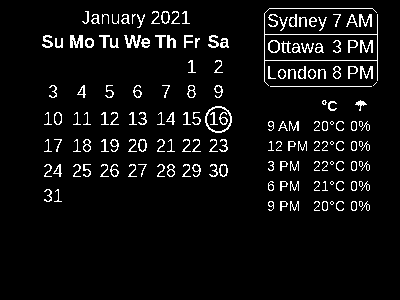 January 2021
Su Mo Tu We Th Fr Sa
1 2
3 4 5 6 7 8 9
10 11 12 13 14 15 16
17 18 19 20 21 22 23
24 25 26 27 28 29 30
31
Sydney 7 AM
Ottawa 3 PM
London 8 PM
°C ☂
9 AM 20°C 0%
12 PM 22°C 0%
3 PM 22°C 0%
6 PM 21°C 0%
9 PM 20°C 0%